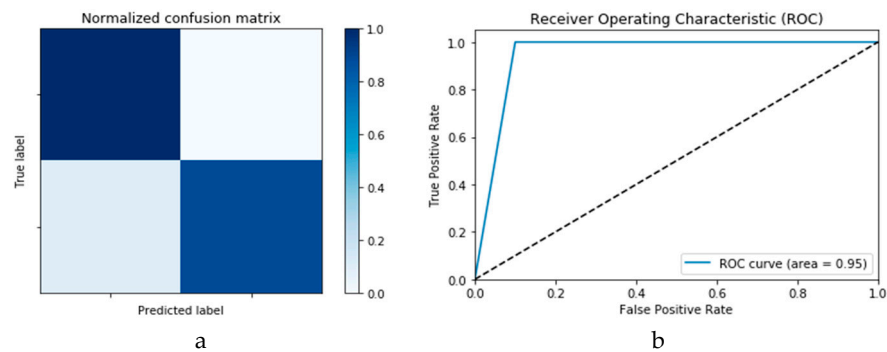 Normalized confusion matrix
True label
Predicted label
1.0
0.8
0.6
0.4
0.2
0.0
a
Receiver Operating Characteristic (ROC)
True Positive Rate
1.0
0.8
0.6
0.4
0.2
0.0
0.0 0.2 0.4 0.6 0.8 1.0
False Positive Rate
ROC curve (area = 0.95)
b